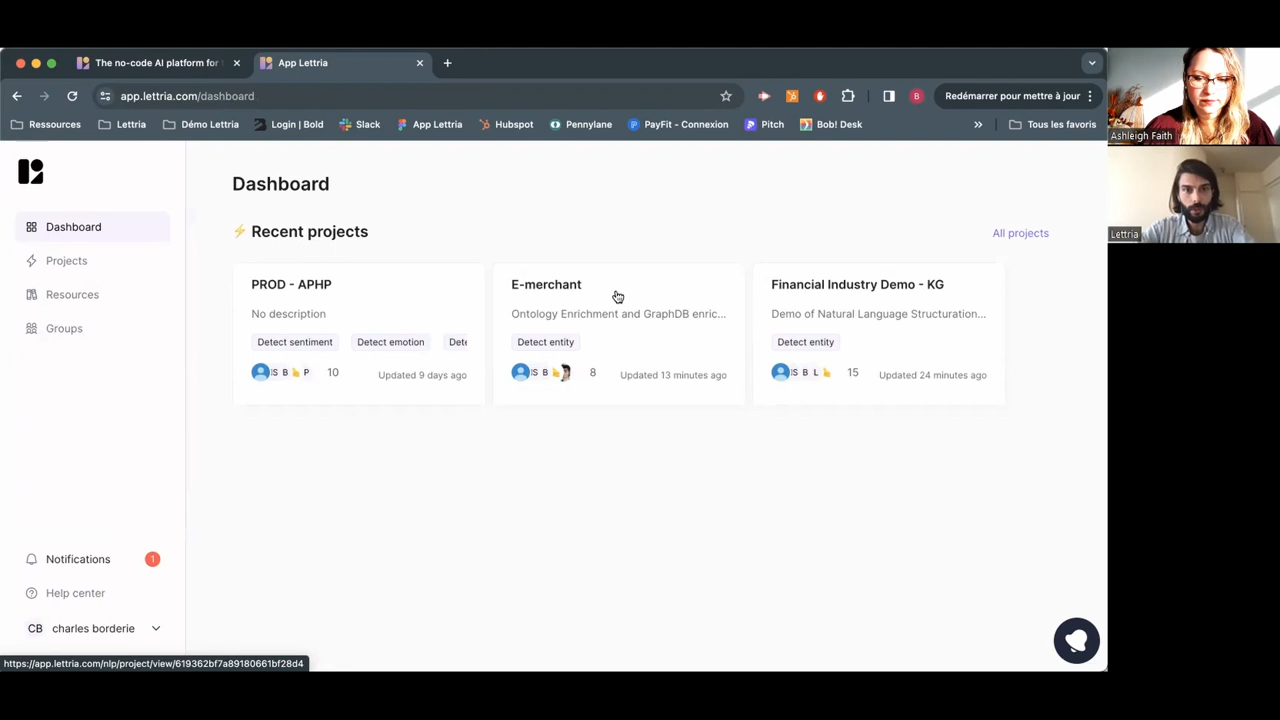 The no-code AI platform for
App Lettria
app.lettria.com/dashboard
Redémarrer pour mettre à jour
Ressources
Lettria
Démo Lettria
Login | Bold
Slack
App Lettria
Hubspot
Pennylane
PayFit - Connexion
Pitch
Bob! Desk
Tous les favoris
Ashleigh Faith
Lettria
Dashboard
Projects
Resources
Groups
Dashboard
Recent projects
All projects
PROD - APHP
No description
Detect sentiment
Detect emotion
Dete
S B P
10
Updated 9 days ago
E-merchant
Ontology Enrichment and GraphDB enric...
Detect entity
S B
8
Updated 13 minutes ago
Financial Industry Demo - KG
Demo of Natural Language Structuration...
Detect entity
S B L
15
Updated 24 minutes ago
Notifications
1
Help center
CB
charles borderie
https://app.lettria.com/nlp/project/view/619362bf7a89180661bf28d4